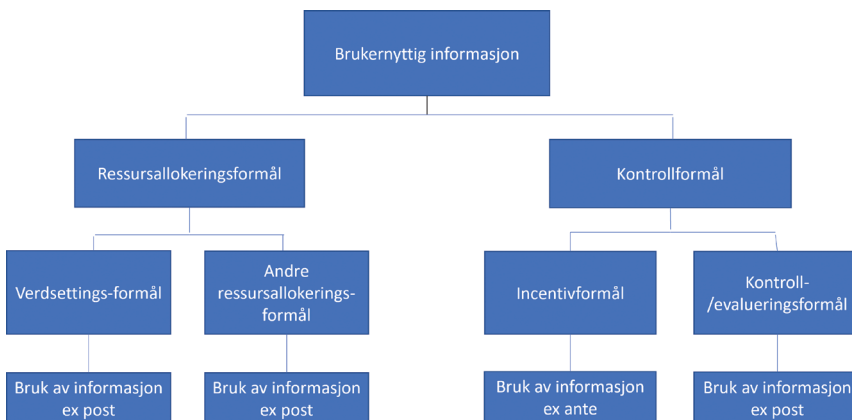 Brukernyttig informasjon
Ressursallokeringsformål
Kontrollformål
Verdsettings-formål
Andre
ressursallokerings-
formål
Incentivformål
Kontroll-
/evalueringsformål
Bruk av informasjon
ex post
Bruk av informasjon
ex post
Bruk av informasjon
ex ante
Bruk av informasjon
ex post